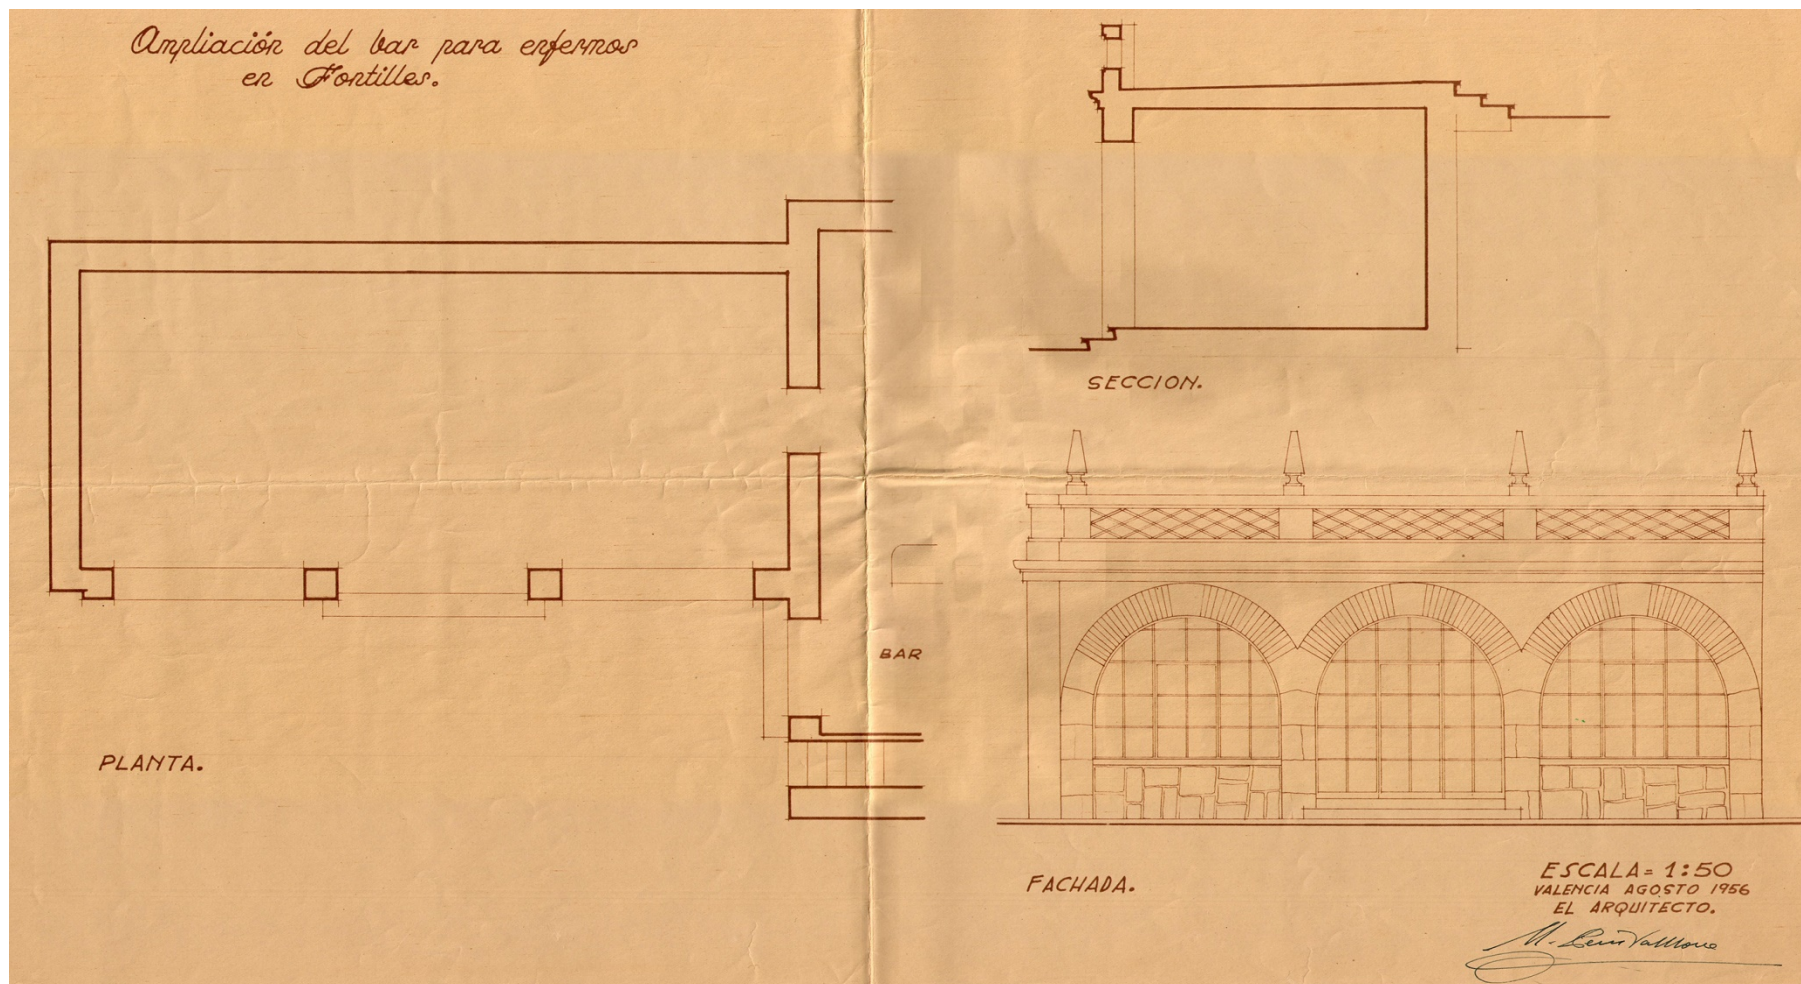 Ampliación del bar para enfermos
en Fontilles.
SECCION.
BAR
PLANTA.
FACHADA.
ESCALA = 1:50
VALENCIA AGOSTO 1956
EL ARQUITECTO.